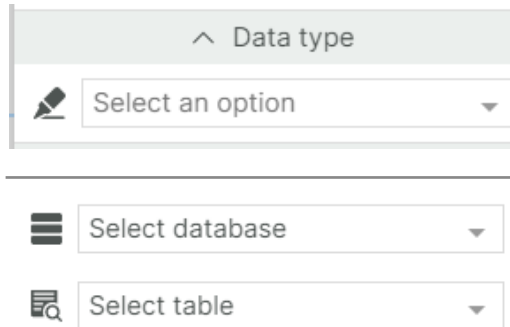 Data type
Select an option
Select database
Select table